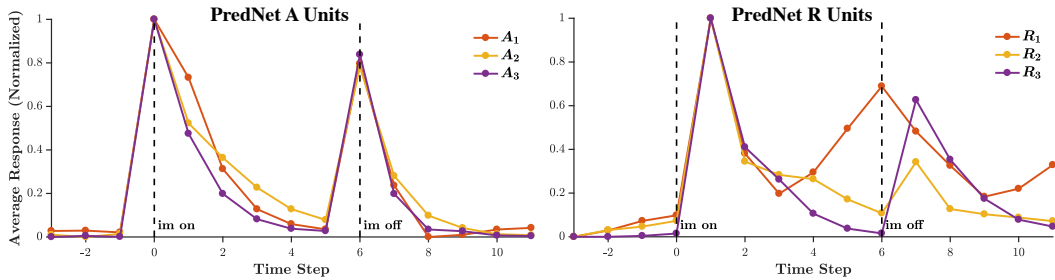 PredNet A Units
Average Response (Normalized)
1
0.8
0.6
0.4
0.2
0
-2
0
2
4
6
8
10
im on
im off
A1
A2
A3
Time Step
PredNet R Units
1
0.8
0.6
0.4
0.2
0
-2
0
2
4
6
8
10
im on
im off
R1
R2
R3
Time Step